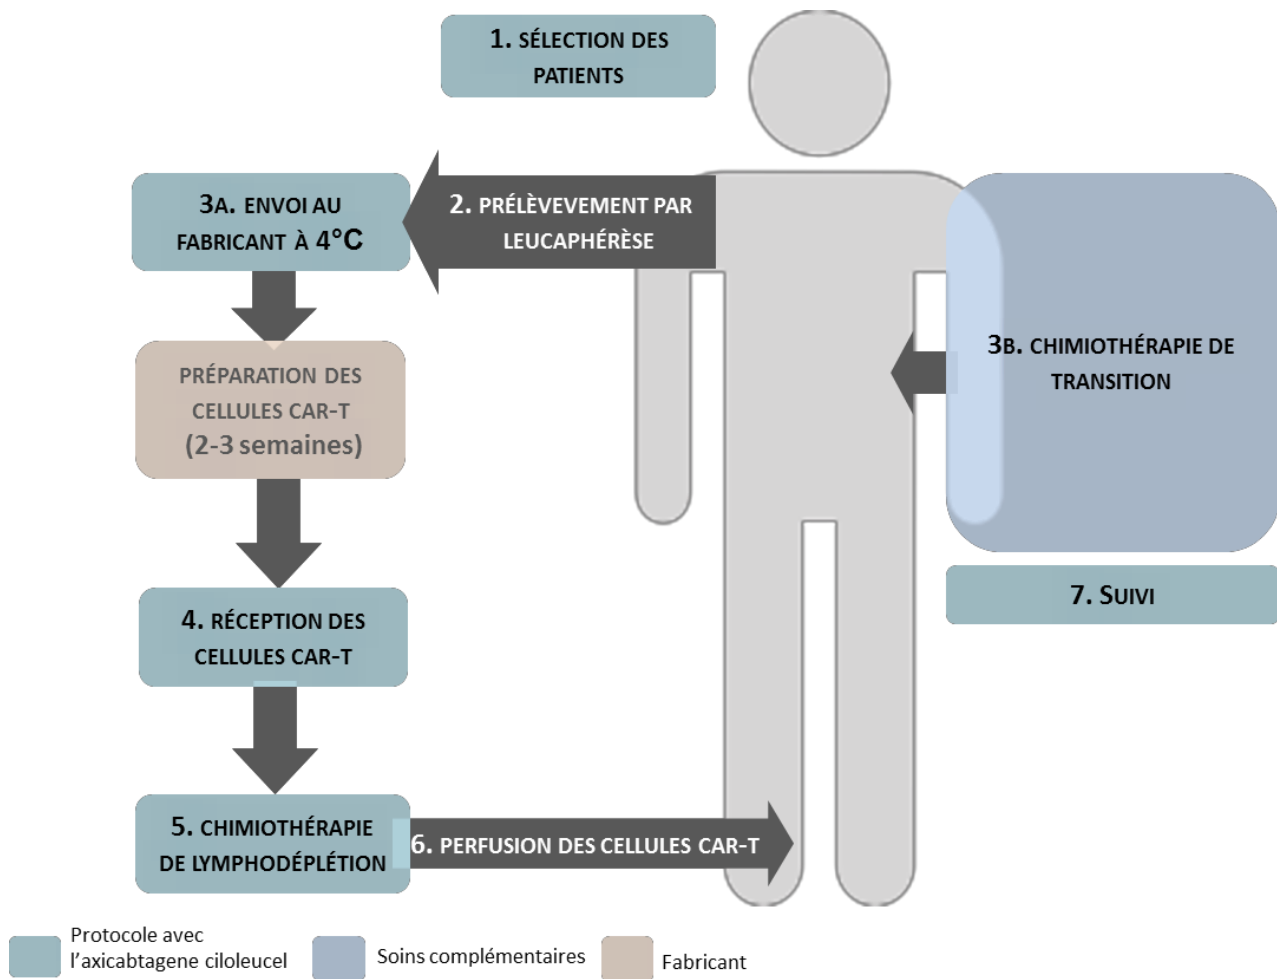 1. SÉLECTION DES
PATIENTS
2. PRÉLÈVEVEMENT PAR
LEUCAPHÉRÈSE
3A. ENVOI AU
FABRICANT À 4°C
PRÉPARATION DES
CELLULES CAR-T
(2-3 semaines)
3B. CHIMIOTHÉRAPIE DE
TRANSITION
4. RÉCEPTION DES
CELLULES CAR-T
5. CHIMIOTHÉRAPIE
DE LYMPHODÉPLÉTION
6. PERFUSION DES CELLULES CAR-T
7. SUIVI
Protocole avec
l'axicabtagene ciloleucel
Soins complémentaires
Fabricant